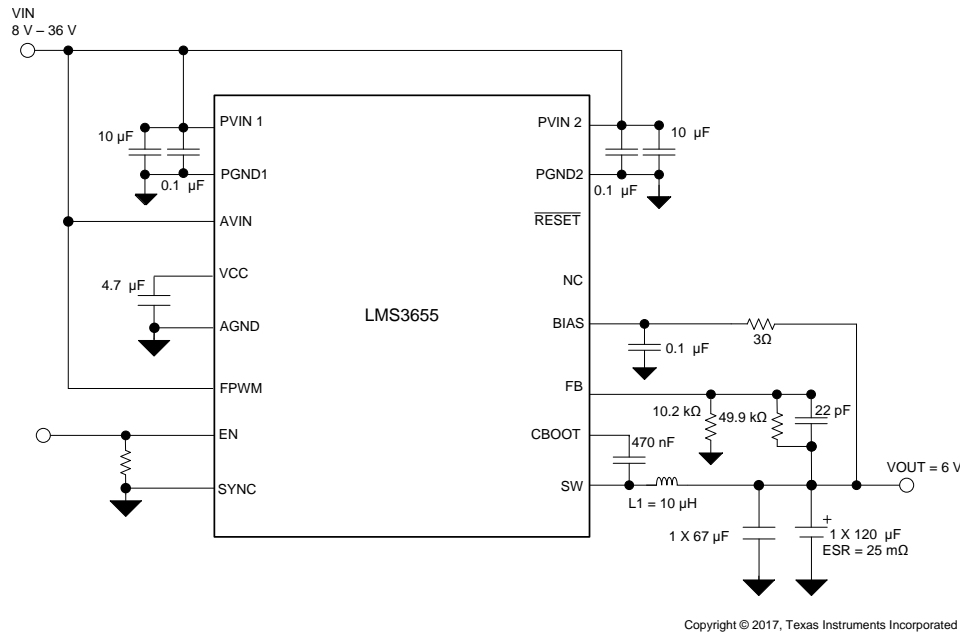 VIN
8 V – 36 V
PVIN 1
PVIN 2
10 µF
10 µF
PGND1
PGND2
0.1 µF
0.1 µF
AVIN
RESET
VCC
NC
4.7 µF
LMS3655
AGND
BIAS
0.1 µF
3Ω
FPWM
FB
10.2 kΩ
49.9 kΩ
22 pF
EN
CBOOT
470 nF
VOUT = 6 V
SYNC
SW
L1 = 10 µH
1 X 67 µF
+
1 X 120 µF
ESR = 25 mΩ
Copyright © 2017, Texas Instruments Incorporated